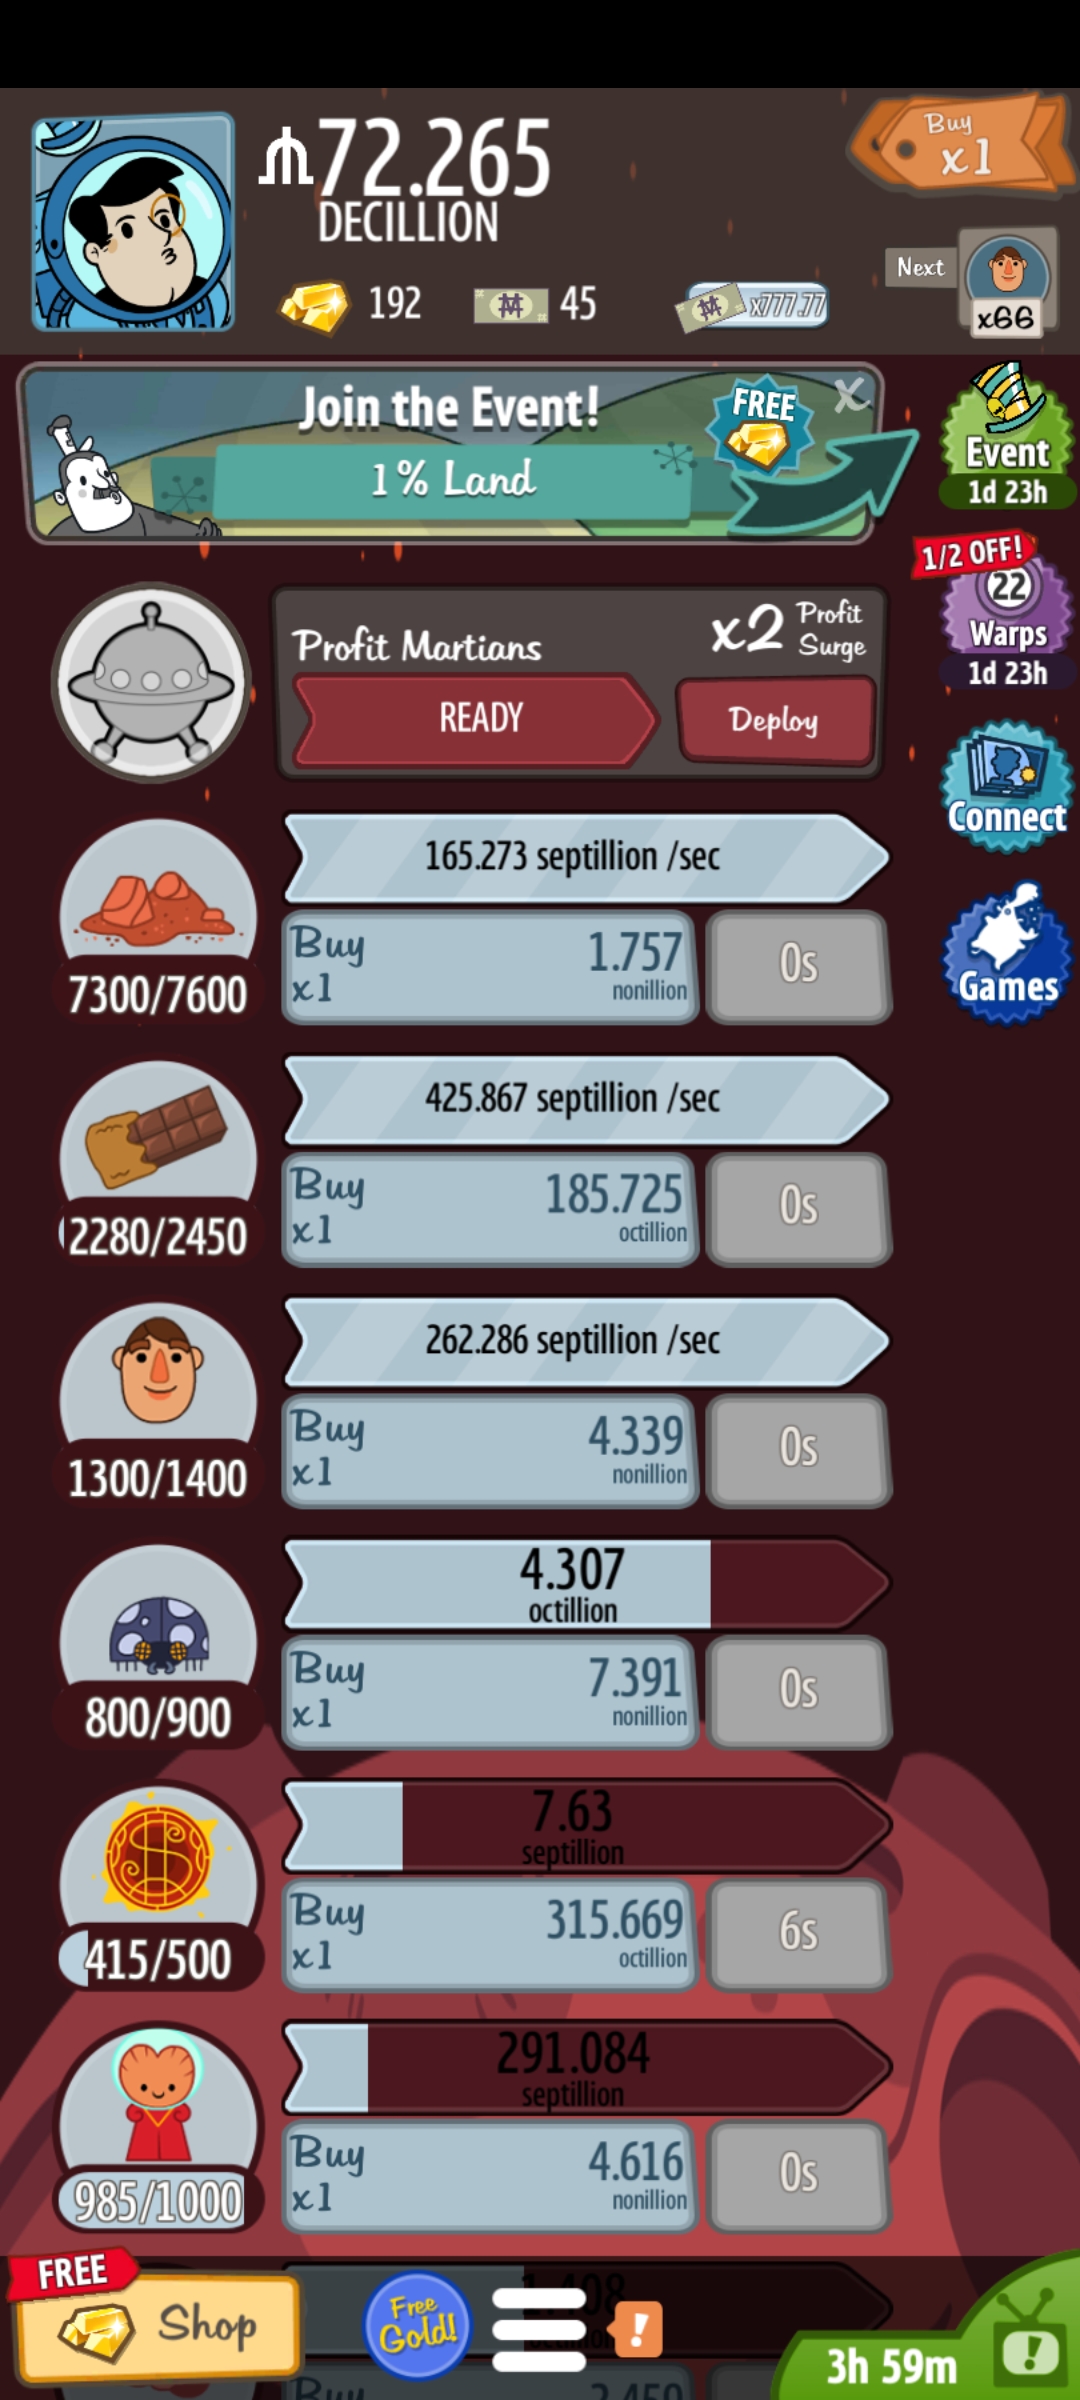 72.265
DECILLION
Buy
x1
192
45
x777.77
Next
x66
Join the Event!
FREE
1% Land
Event
1d 23h
1/2 OFF!
22
Warps
1d 23h
Profit Martians
x2 Profit Surge
READY
Deploy
Connect
165.273 septillion /sec
7300/7600
Buy x1
1.757
nonillion
0s
Games
425.867 septillion /sec
2280/2450
Buy x1
185.725
octillion
0s
262.286 septillion /sec
1300/1400
Buy x1
4.339
nonillion
0s
4.307
octillion
800/900
Buy x1
7.391
nonillion
0s
7.63
septillion
415/500
Buy x1
315.669
octillion
6s
291.084
septillion
985/1000
Buy x1
4.616
nonillion
0s
FREE
Shop
Free Gold!
!
3h 59m
!
Buy